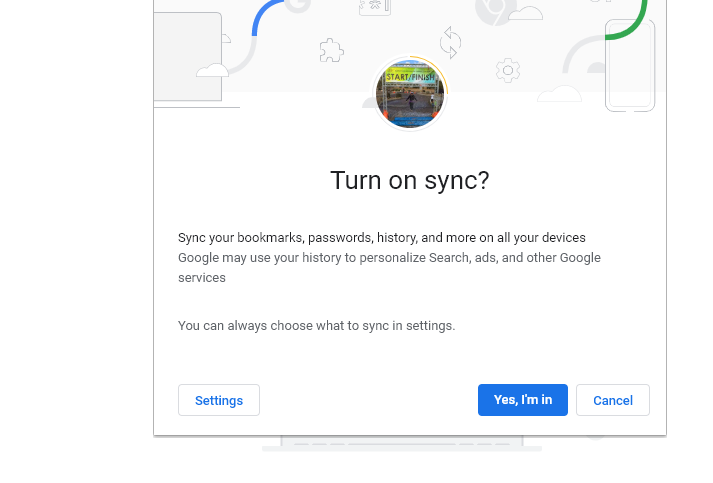 START/FINISH
Turn on sync?
Sync your bookmarks, passwords, history, and more on all your devices
Google may use your history to personalize Search, ads, and other Google
services
You can always choose what to sync in settings.
Settings
Yes, I'm in
Cancel